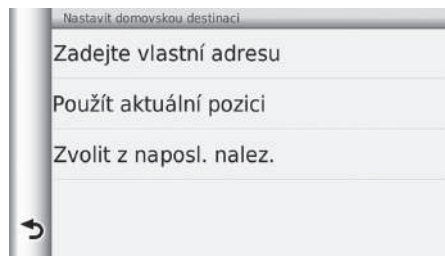 Nastavit domovskou destinaci
Zadejte vlastní adresu
Použít aktuální pozici
Zvolit z naposl. nalez.